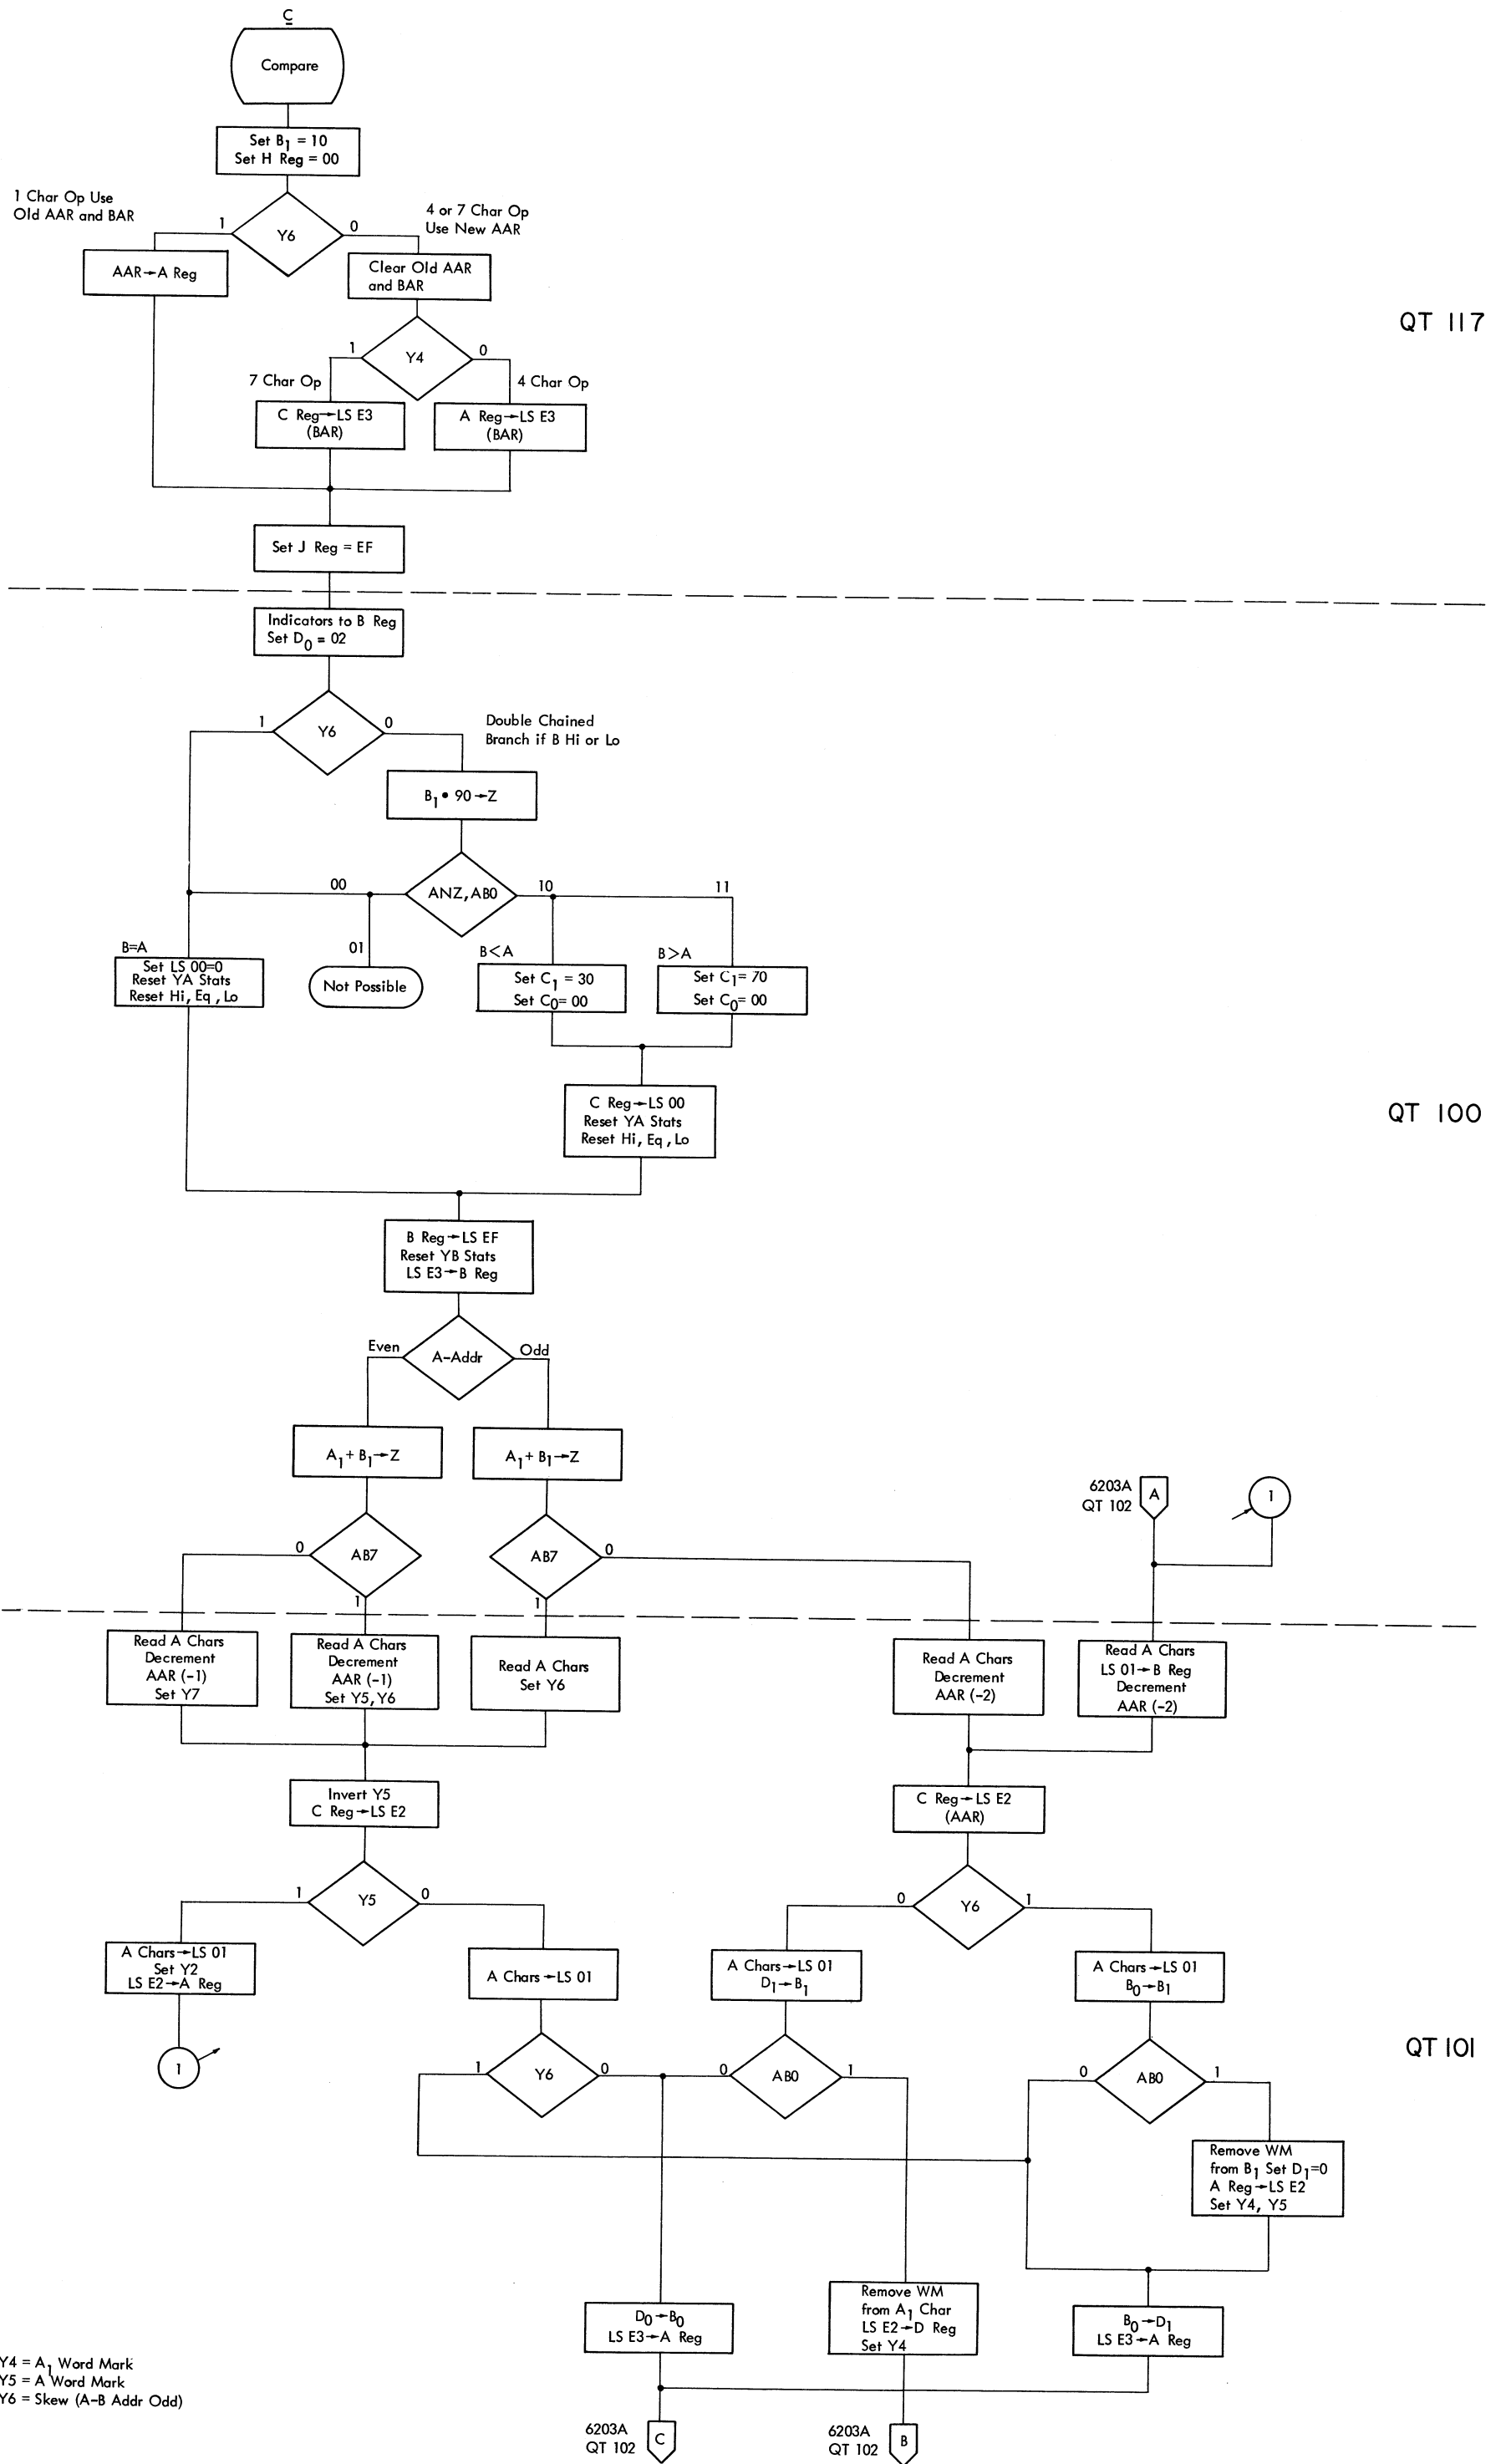 C
Compare
Set B1 = 10
Set H Reg = 00
1 Char Op Use
Old AAR and BAR
1
Y6
0
4 or 7 Char Op
Use New AAR
AAR→A Reg
Clear Old AAR
and BAR
QT 117
1
Y4
0
7 Char Op
4 Char Op
C Reg→LS E3
(BAR)
A Reg→LS E3
(BAR)
Set J Reg = EF
Indicators to B Reg
Set D0 = 02
1
Y6
0
Double Chained
Branch if B Hi or Lo
B1 • 90→Z
00
ANZ, AB0
10
11
B=A
01
B<A
B>A
Set LS 00=0
Reset YA Stats
Reset Hi, Eq, Lo
Not Possible
Set C1 = 30
Set C0= 00
Set C1= 70
Set C0= 00
C Reg→LS 00
Reset YA Stats
Reset Hi, Eq, Lo
QT 100
B Reg→LS EF
Reset YB Stats
LS E3→B Reg
Even
A-Addr
Odd
A1+ B1→Z
A1+ B1→Z
6203A
QT 102
A
1
0
AB7
1
AB7
0
1
Read A Chars
Decrement
AAR (-1)
Set Y7
Read A Chars
Decrement
AAR (-1)
Set Y5, Y6
Read A Chars
Set Y6
Read A Chars
Decrement
AAR (-2)
Read A Chars
LS 01→B Reg
Decrement
AAR (-2)
Invert Y5
C Reg→LS E2
C Reg→LS E2
(AAR)
1
Y5
0
0
Y6
1
A Chars→LS 01
Set Y2
LS E2→A Reg
A Chars→LS 01
A Chars→LS 01
D1→B1
A Chars→LS 01
B0→B1
1
1
Y6
0
0
AB0
1
0
AB0
1
QT 101
Remove WM
from B1 Set D1=0
A Reg→LS E2
Set Y4, Y5
D0→B0
LS E3→A Reg
Remove WM
from A1 Char
LS E2→D Reg
Set Y4
B0→D1
LS E3→A Reg
Y4 = A1 Word Mark
Y5 = A Word Mark
Y6 = Skew (A-B Addr Odd)
6203A
QT 102
C
6203A
QT 102
B